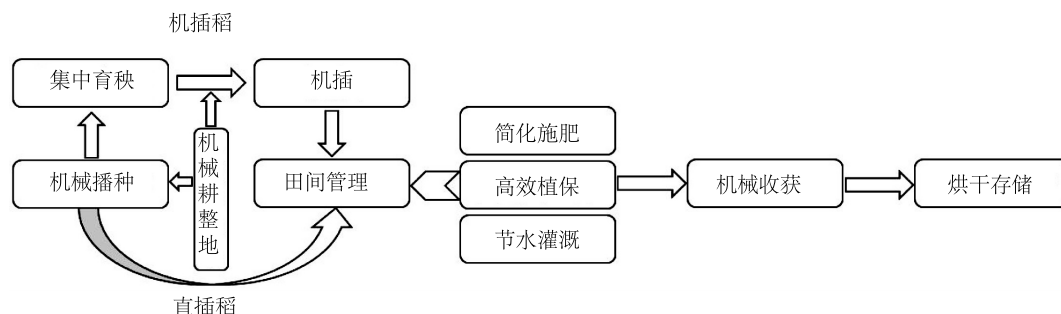 机插稻
集中育秧
机插
机械耕整地
简化施肥
机械播种
田间管理
高效植保
机械收获
烘干存储
节水灌溉
直插稻